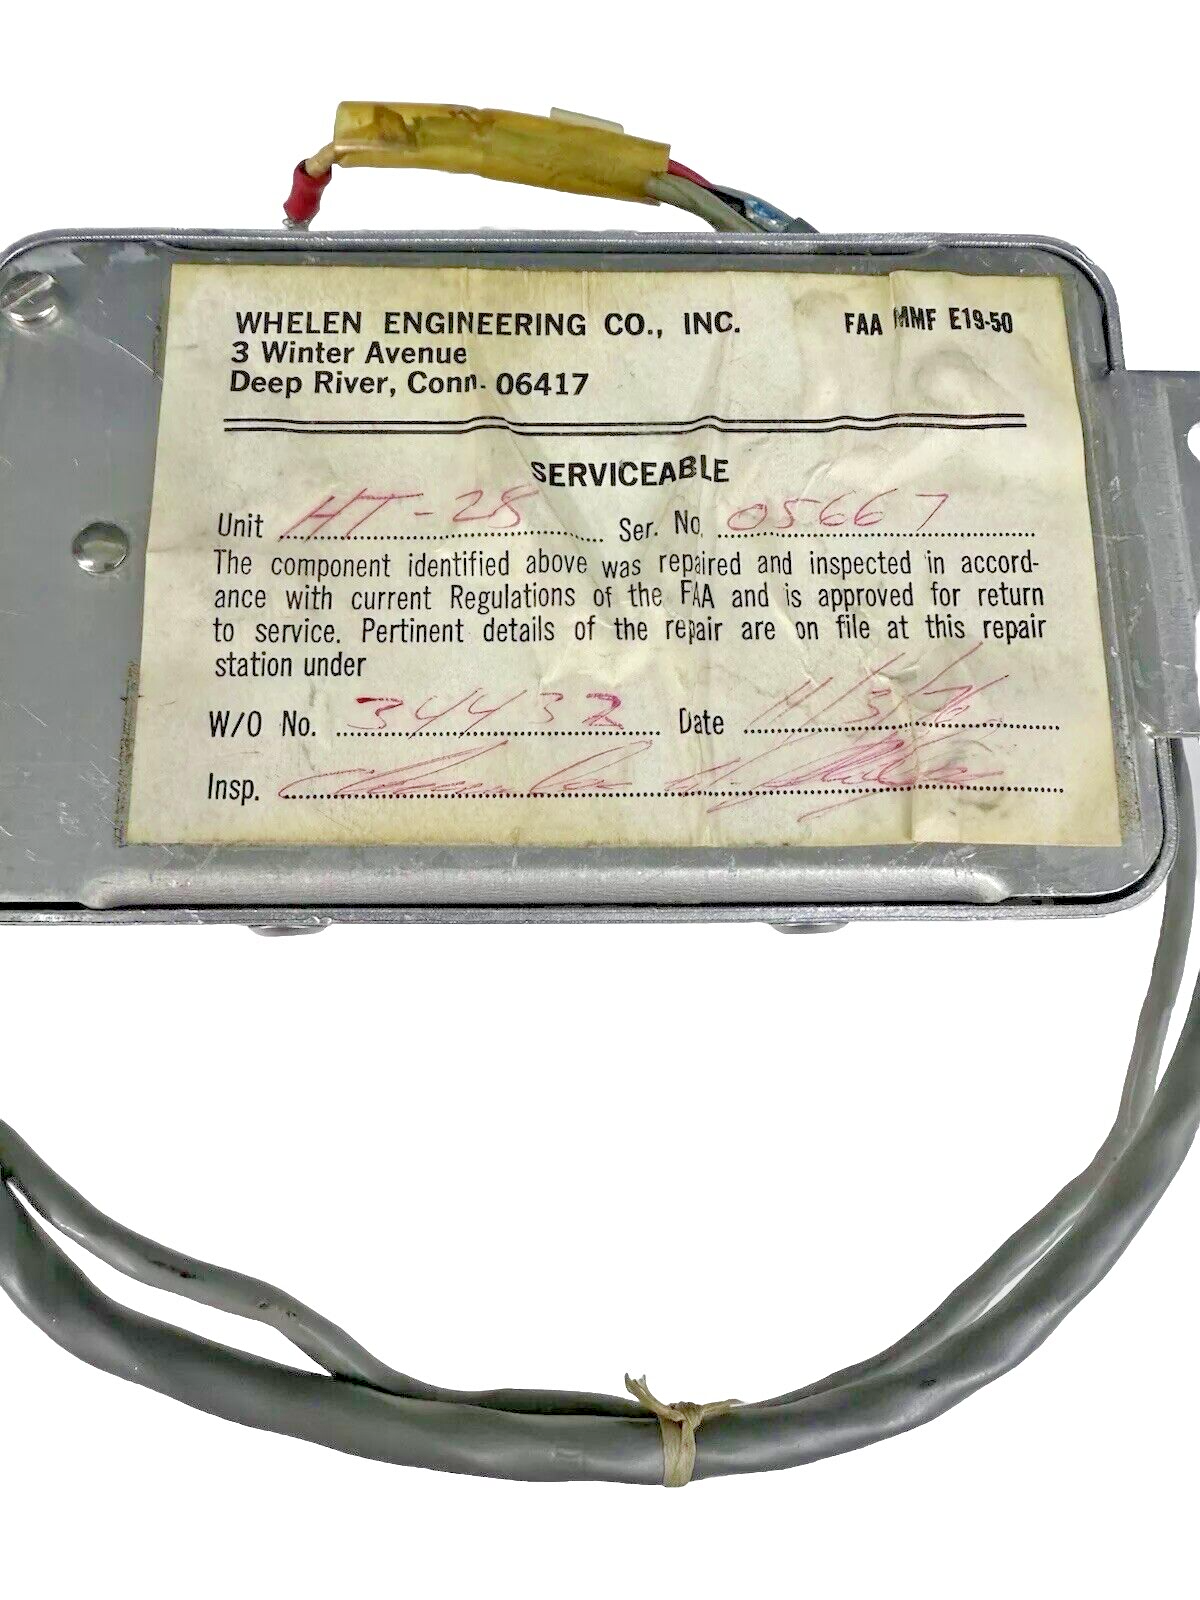 WHELEN ENGINEERING CO., INC. FAA MMF E19-50
3 Winter Avenue
Deep River, Conn. 06417
SERVICEABLE
Unit HT-28 Ser. No. 05667
The component identified above was repaired and inspected in accord-
ance with current Regulations of the FAA and is approved for return
to service. Pertinent details of the repair are on file at this repair
station under
W/O No. 34432 Date
Insp.